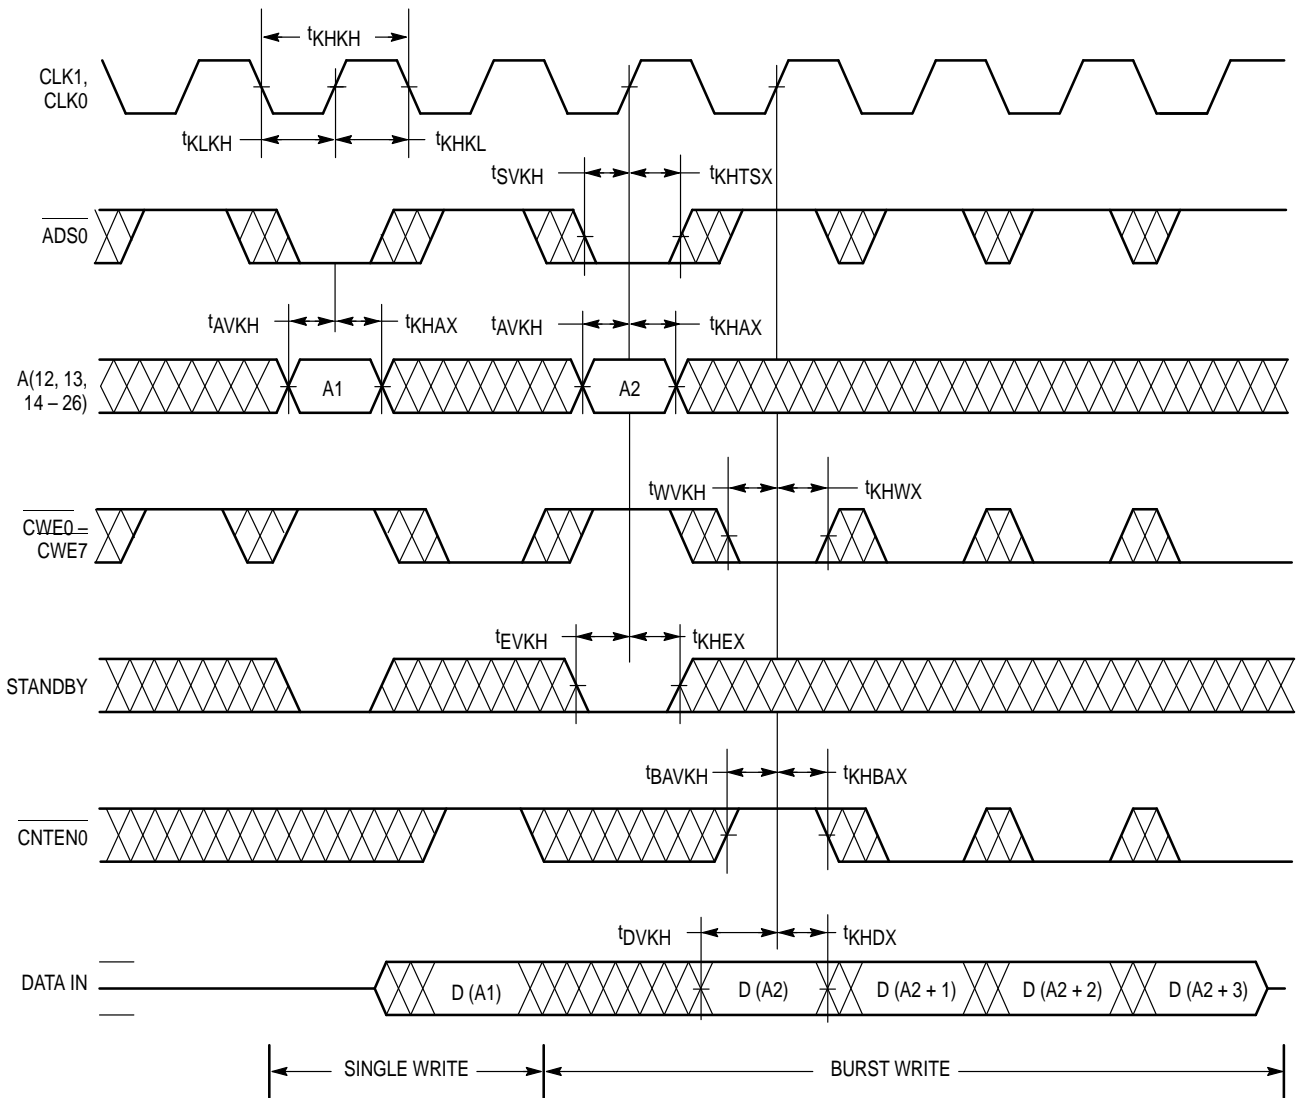 tKHKH
CLK1,
CLK0
tKLKH
tKHKL
tSVKH
tKHTSX
ADS0
tAVKH
tKHAX
tAVKH
tKHAX
A(12, 13,
14 – 26)
A1
A2
tWVKH
tKHWX
CWE0 –
CWE7
tEVKH
tKHEX
STANDBY
tBAVKH
tKHBAX
CNTEN0
tDVKH
tKHDX
DATA IN
D (A1)
D (A2)
D (A2 + 1)
D (A2 + 2)
D (A2 + 3)
SINGLE WRITE
BURST WRITE